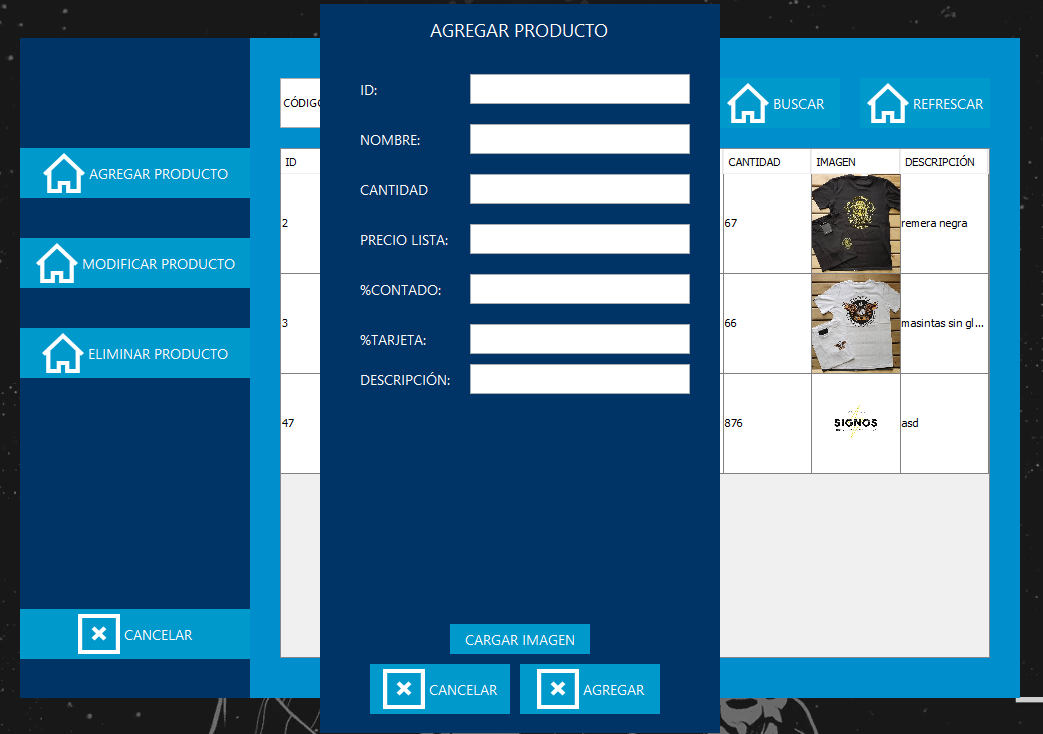 AGREGAR PRODUCTO
ID:
NOMBRE:
CANTIDAD
PRECIO LISTA:
%CONTADO:
%TARJETA:
DESCRIPCIÓN:
CARGAR IMAGEN
CANCELAR
AGREGAR
AGREGAR PRODUCTO
MODIFICAR PRODUCTO
ELIMINAR PRODUCTO
CANCELAR
BUSCAR
REFRESCAR
ID CANTIDAD IMAGEN DESCRIPCIÓN
2 67 remera negra
3 66 masintas sin gl...
47 876 SIGNOS asd